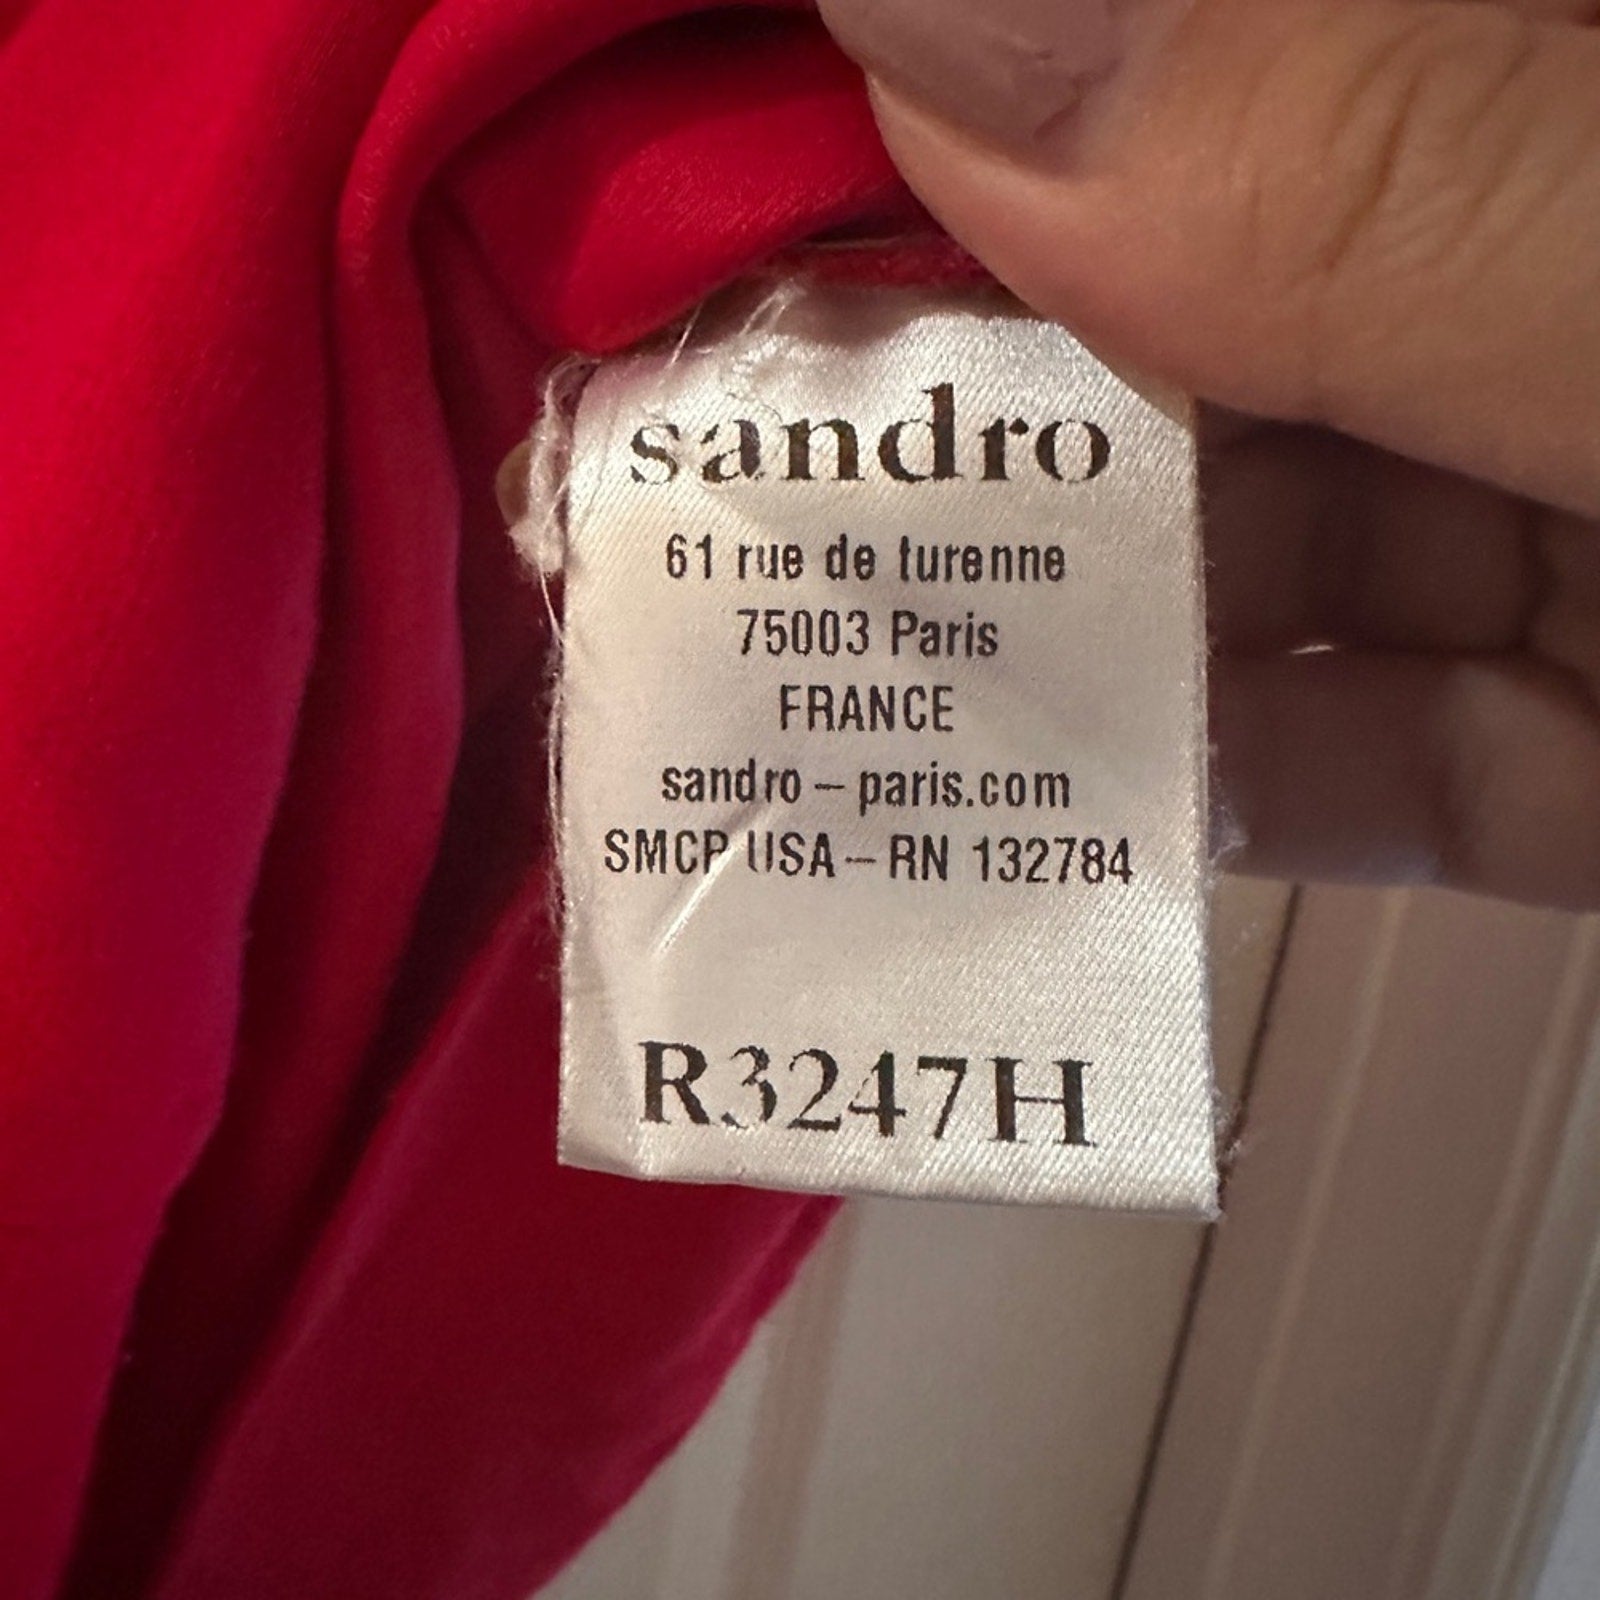 sandro
61 rue de turenne
75003 Paris
FRANCE
sandro – paris.com
SMCP USA – RN 132784
R3247H